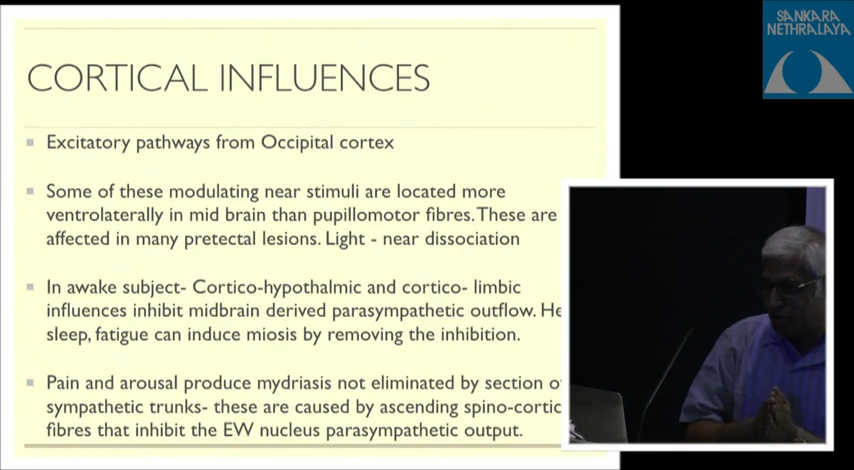 CORTICAL INFLUENCES
Excitatory pathways from Occipital cortex
Some of these modulating near stimuli are located more
ventrolaterally in mid brain than pupillomotor fibres. These are
affected in many pretectal lesions. Light - near dissociation
In awake subject- Cortico-hypothalmic and cortico- limbic
influences inhibit midbrain derived parasympathetic outflow.
sleep, fatigue can induce miosis by removing the inhibition.
Pain and arousal produce mydriasis not eliminated by section
sympathetic trunks- these are caused by ascending
fibres that inhibit the EW nucleus parasympathetic output.
SANKARA
NETHRALAYA